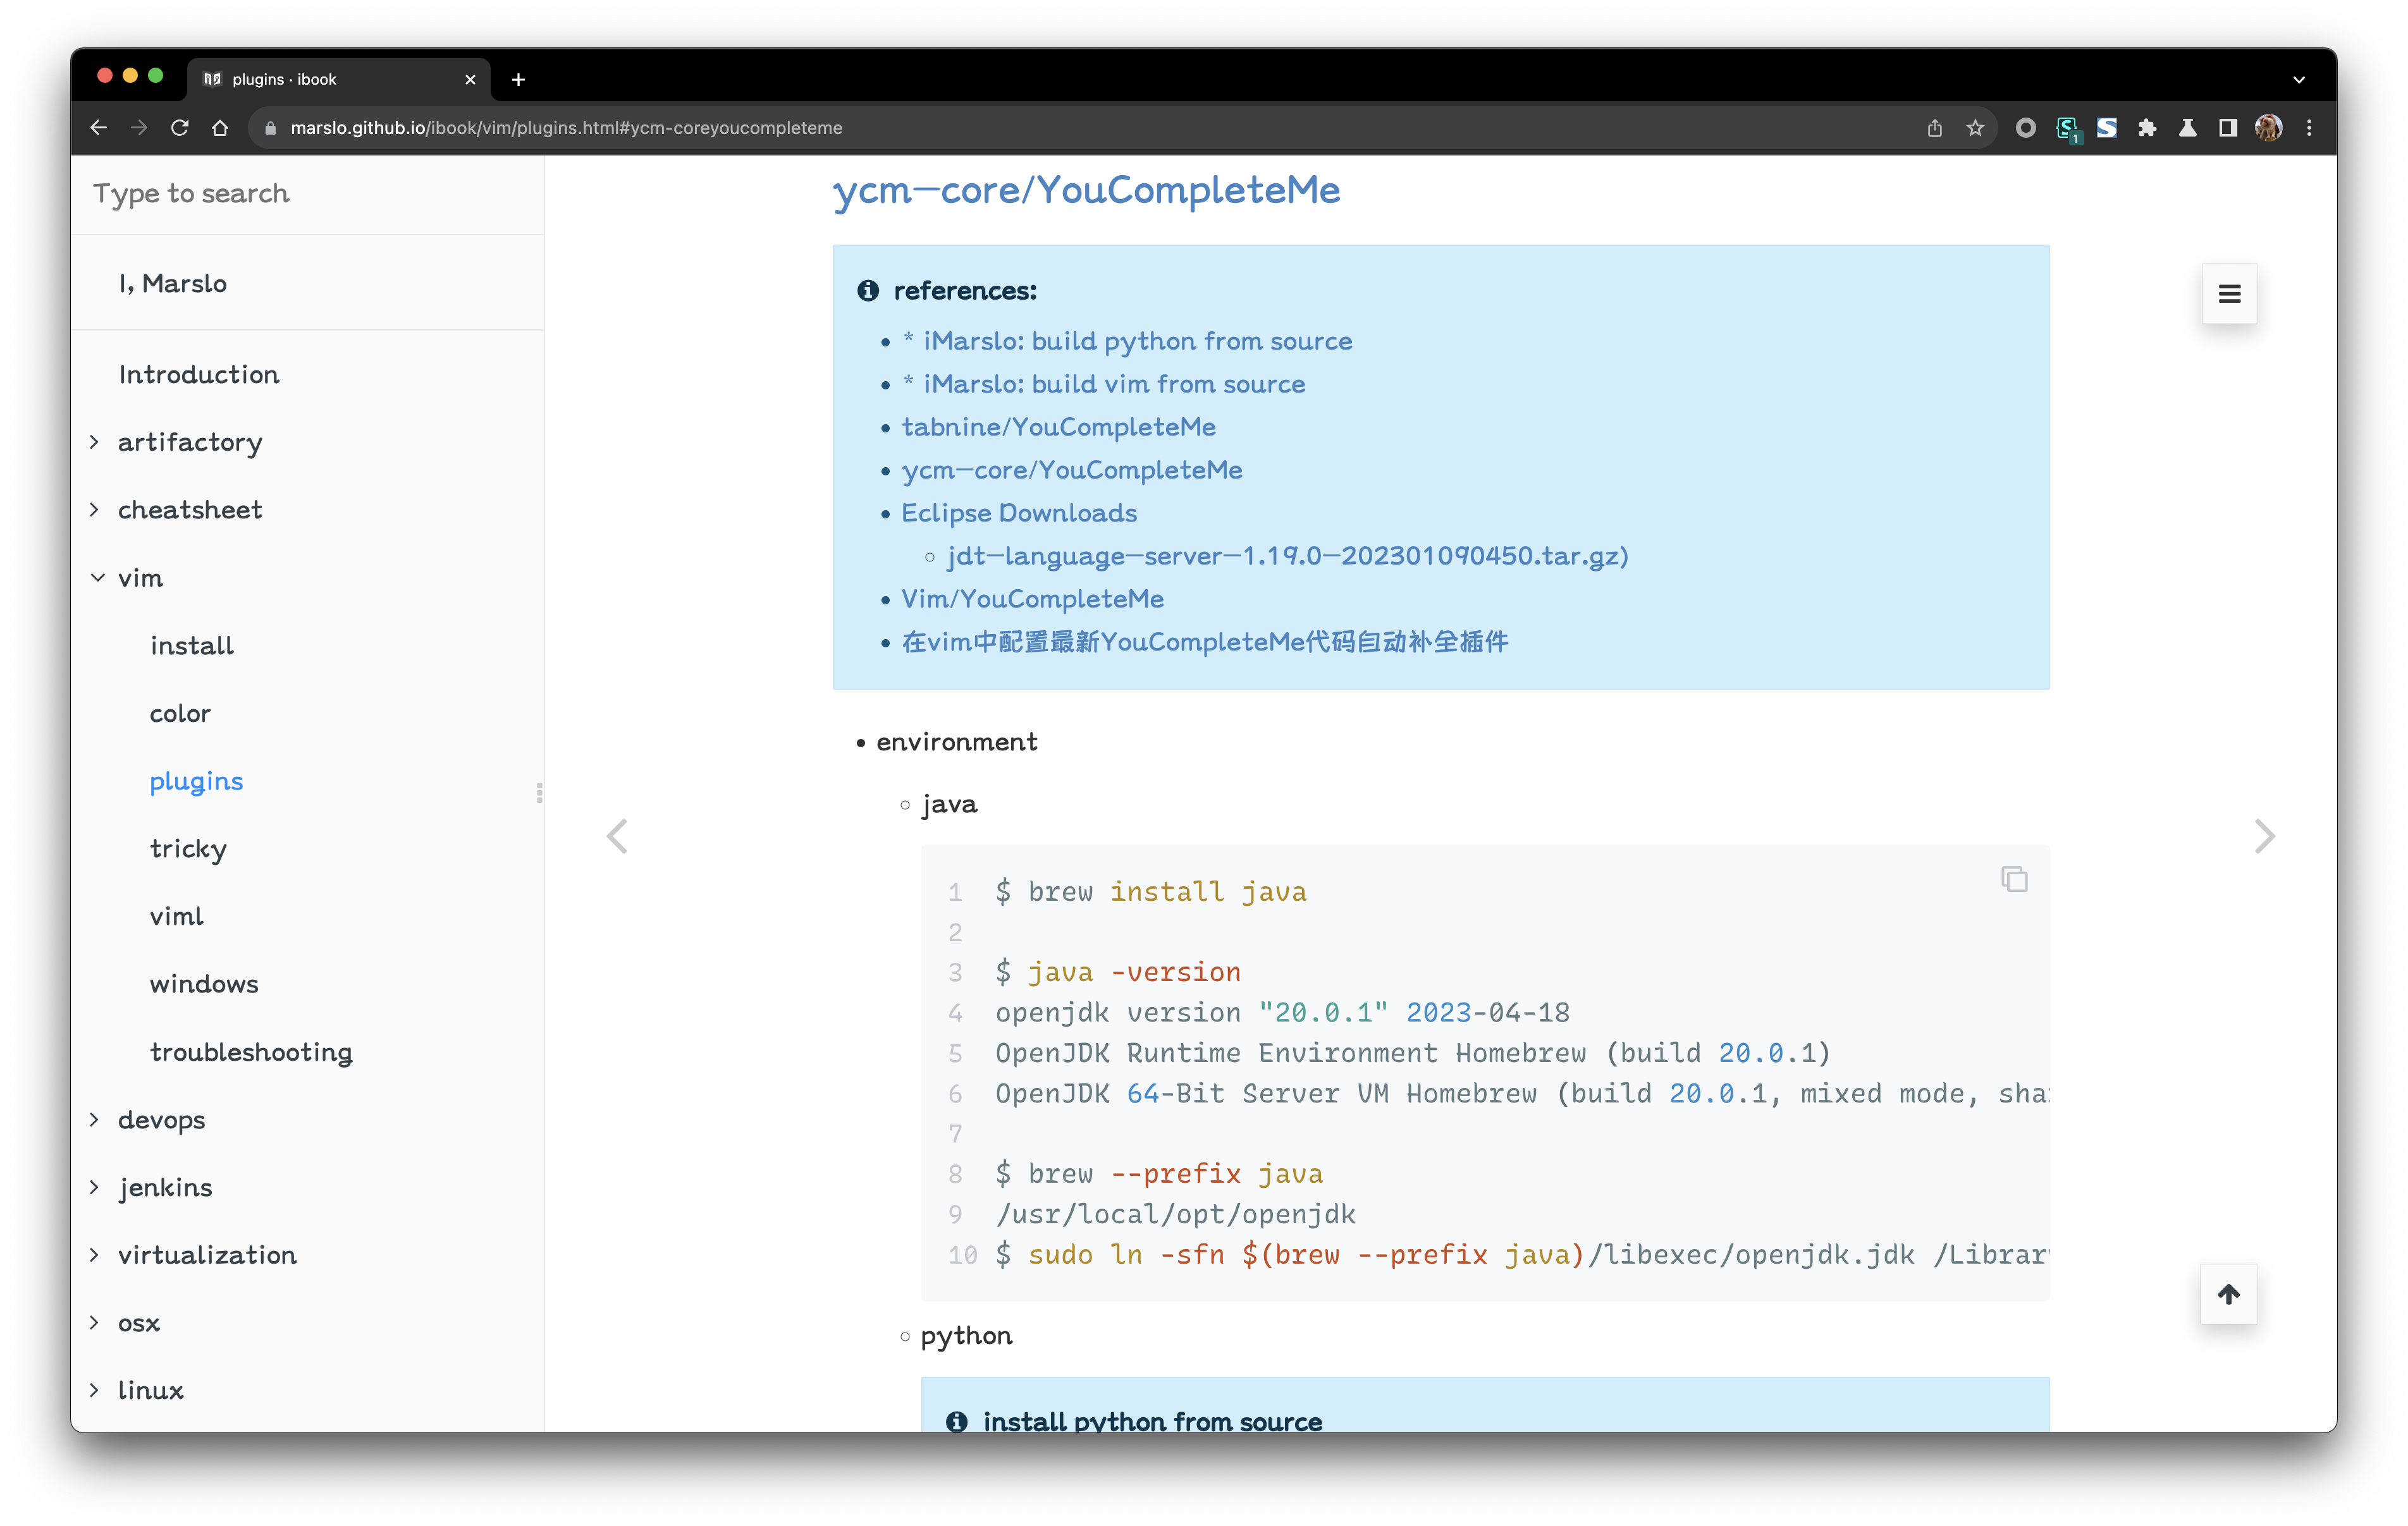 plugins · ibook
marslo.github.io/ibook/vim/plugins.html#ycm-coreyoucompleteme
1
Type to search
I, Marslo
Introduction
artifactory
cheatsheet
vim
install
color
plugins
tricky
viml
windows
troubleshooting
devops
jenkins
virtualization
osx
linux
ycm-core/YouCompleteMe
references:
* iMarslo: build python from source
* iMarslo: build vim from source
tabnine/YouCompleteMe
ycm-core/YouCompleteMe
Eclipse Downloads
jdt-language-server-1.19.0-202301090450.tar.gz)
Vim/YouCompleteMe
在vim中配置最新YouCompleteMe代码自动补全插件
environment
java
1 $ brew install java
2
3 $ java -version
4 openjdk version "20.0.1" 2023-04-18
5 OpenJDK Runtime Environment Homebrew (build 20.0.1)
6 OpenJDK 64-Bit Server VM Homebrew (build 20.0.1, mixed mode, sha
7
8 $ brew --prefix java
9 /usr/local/opt/openjdk
10 $ sudo ln -sfn $(brew --prefix java)/libexec/openjdk.jdk /Librar
python
install python from source